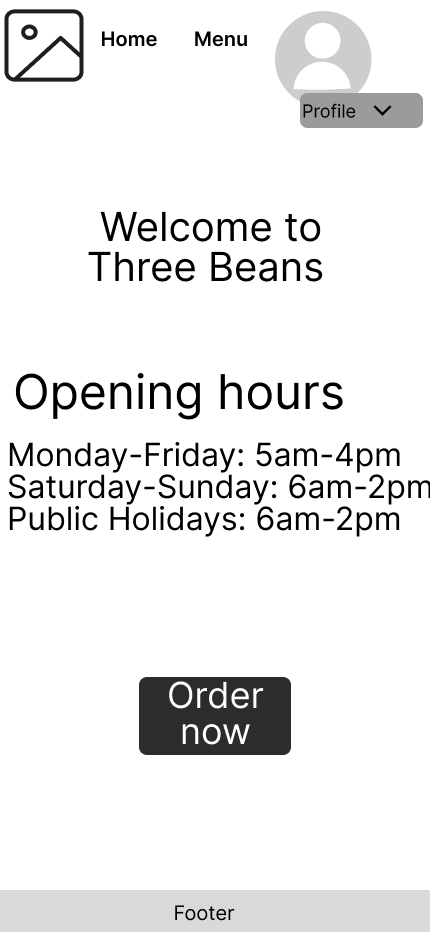 Home Menu
Profile
Welcome to
Three Beans
Opening hours
Monday-Friday: 5am-4pm
Saturday-Sunday: 6am-2pm
Public Holidays: 6am-2pm
Order
now
Footer